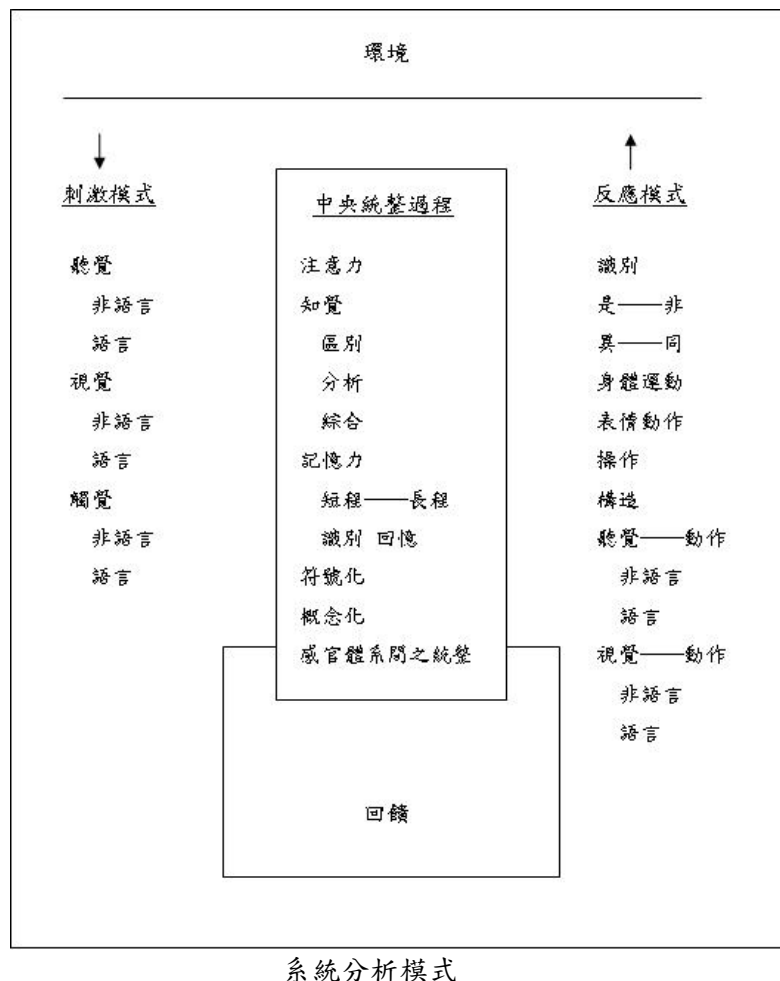 環境
刺激模式
聽覺
非語言
語言
視覺
非語言
語言
觸覺
非語言
語言
中央統整過程
注意力
知覺
區別
分析
綜合
記憶力
短程——長程
識別 回憶
符號化
概念化
感官體系間之統整
反應模式
識別
是——非
異——同
身體運動
表情動作
操作
構造
聽覺——動作
非語言
語言
視覺——動作
非語言
語言
回饋
系統分析模式